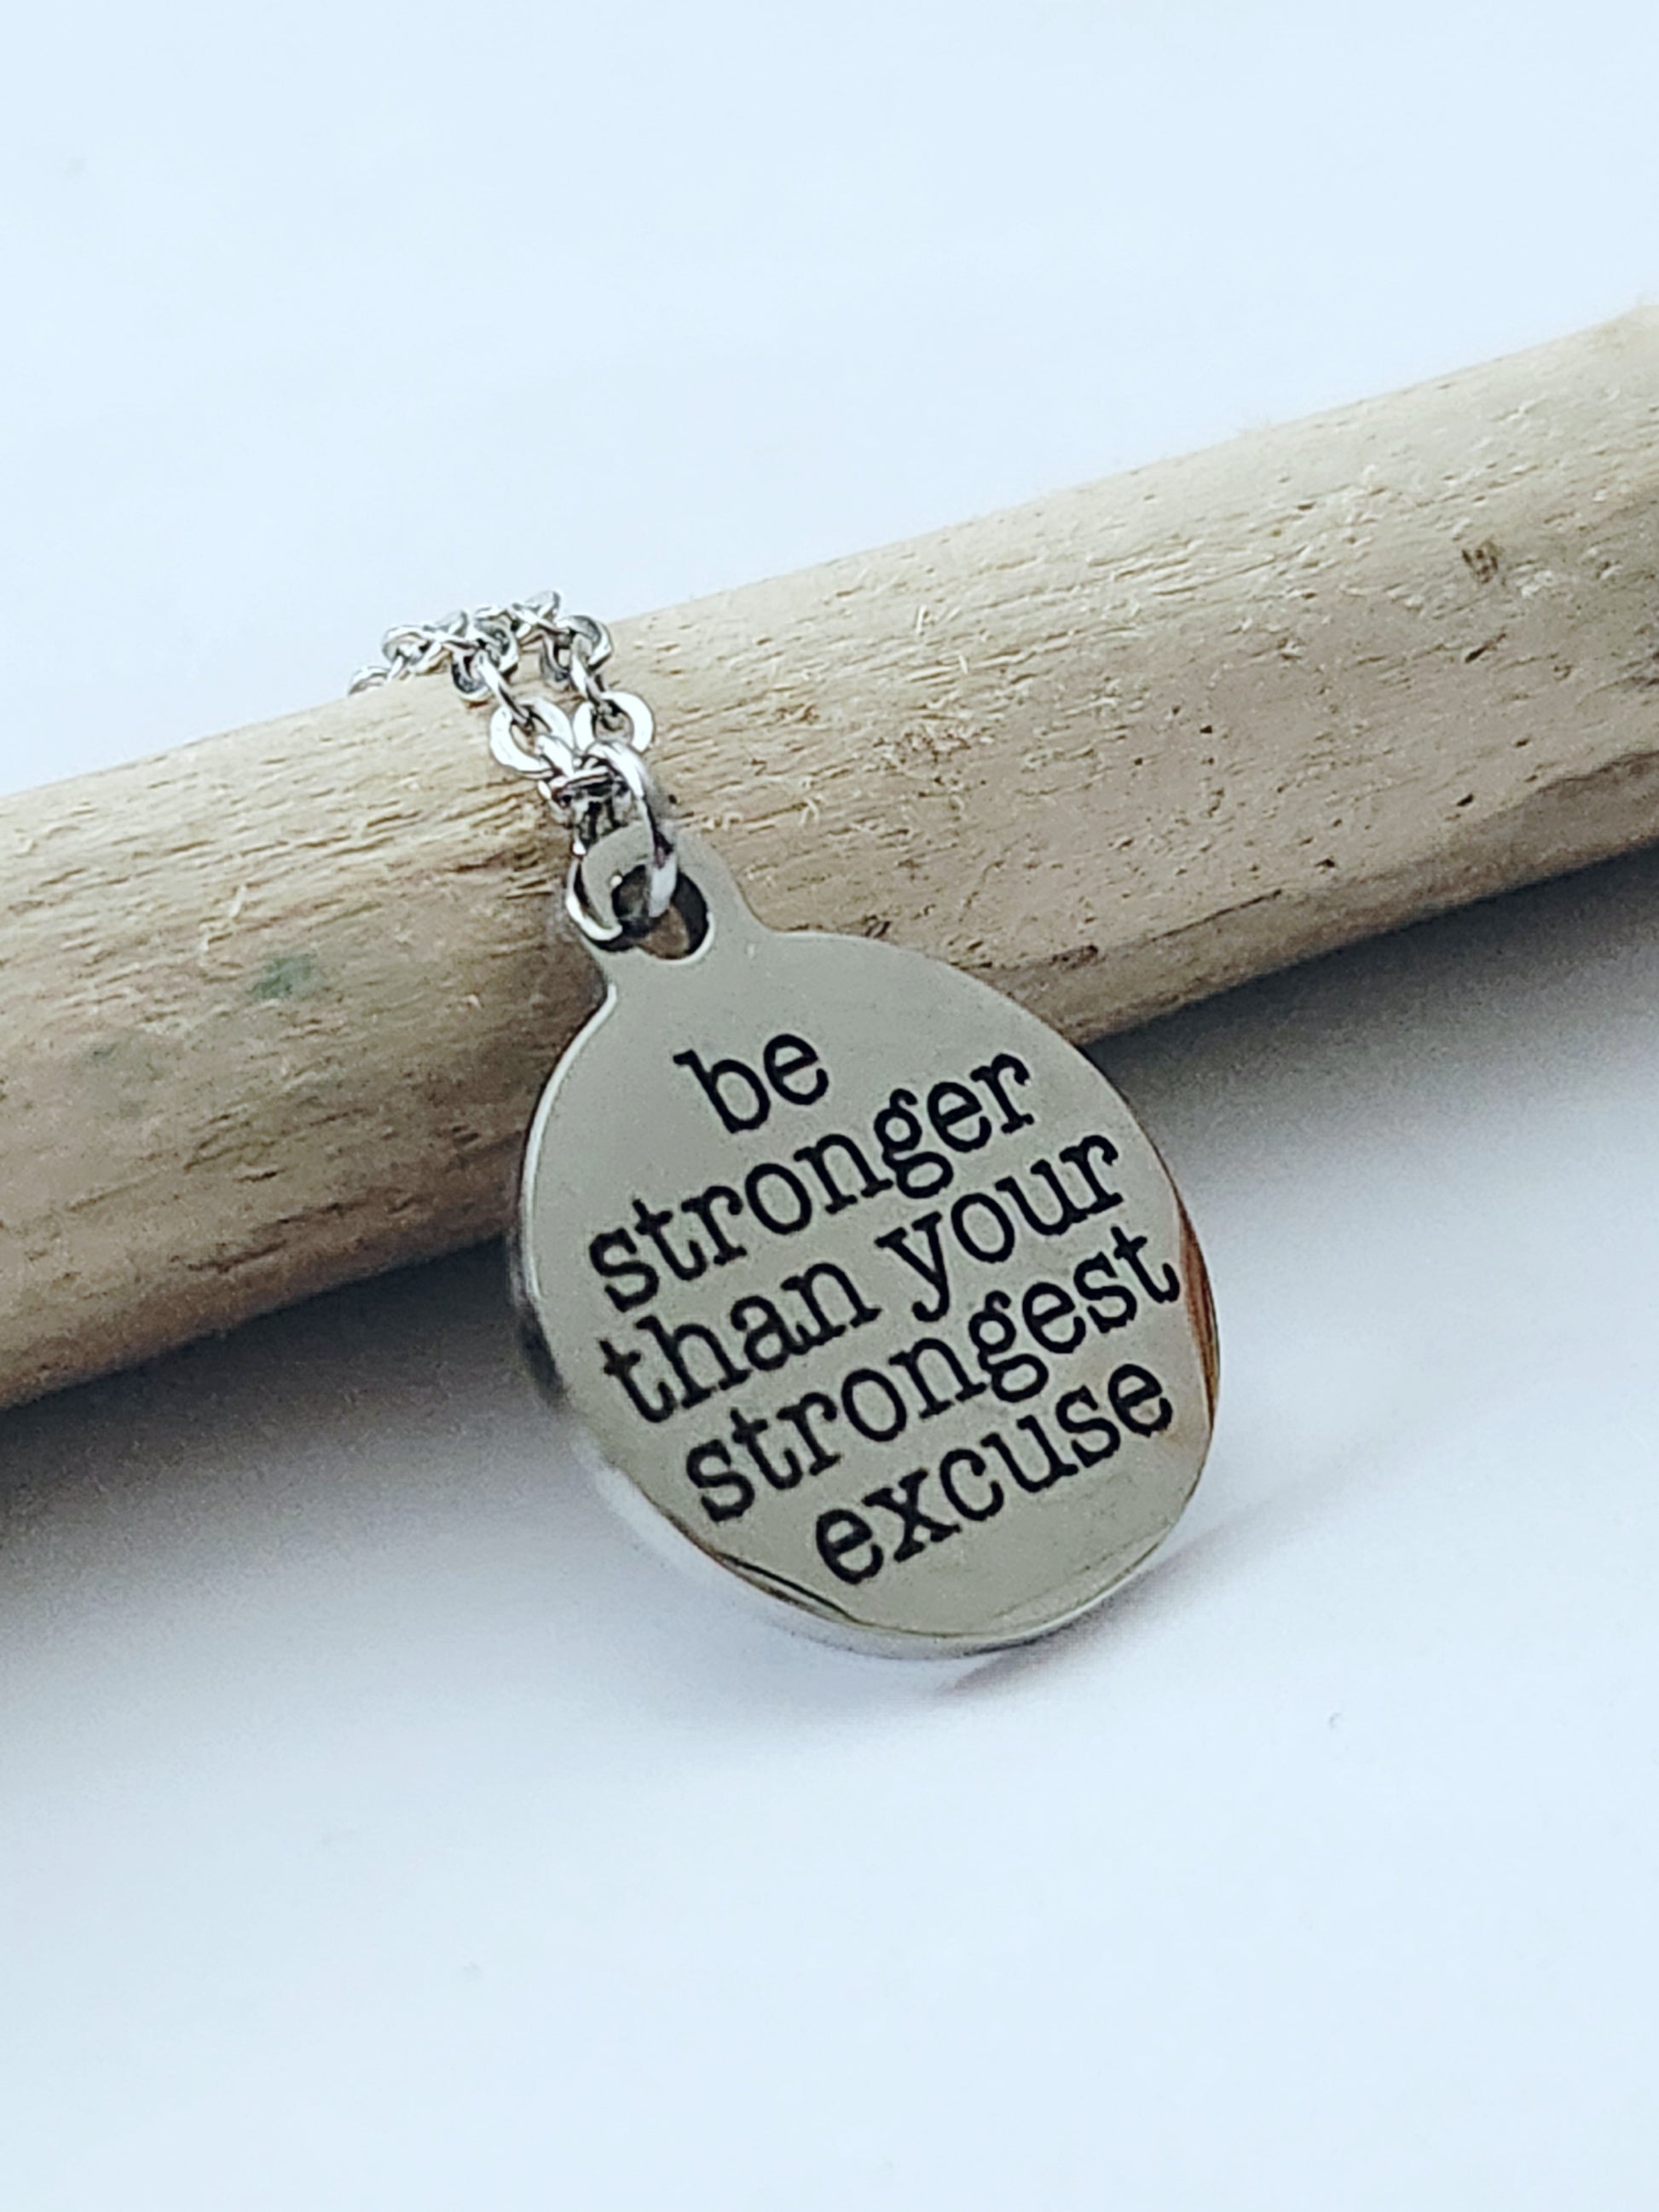 be
stronger
than your
strongest
excuse